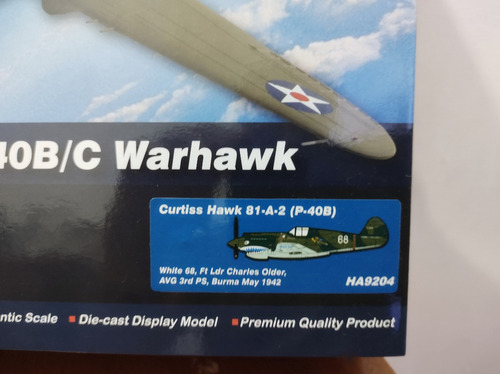 40B/C Warhawk
Curtiss Hawk 81-A-2 (P-40B)
68
White 68, Ft Ldr Charles Older,
AVG 3rd PS, Burma May 1942
HA9204
ntic Scale ▪ Die-cast Display Model ▪ Premium Quality Product